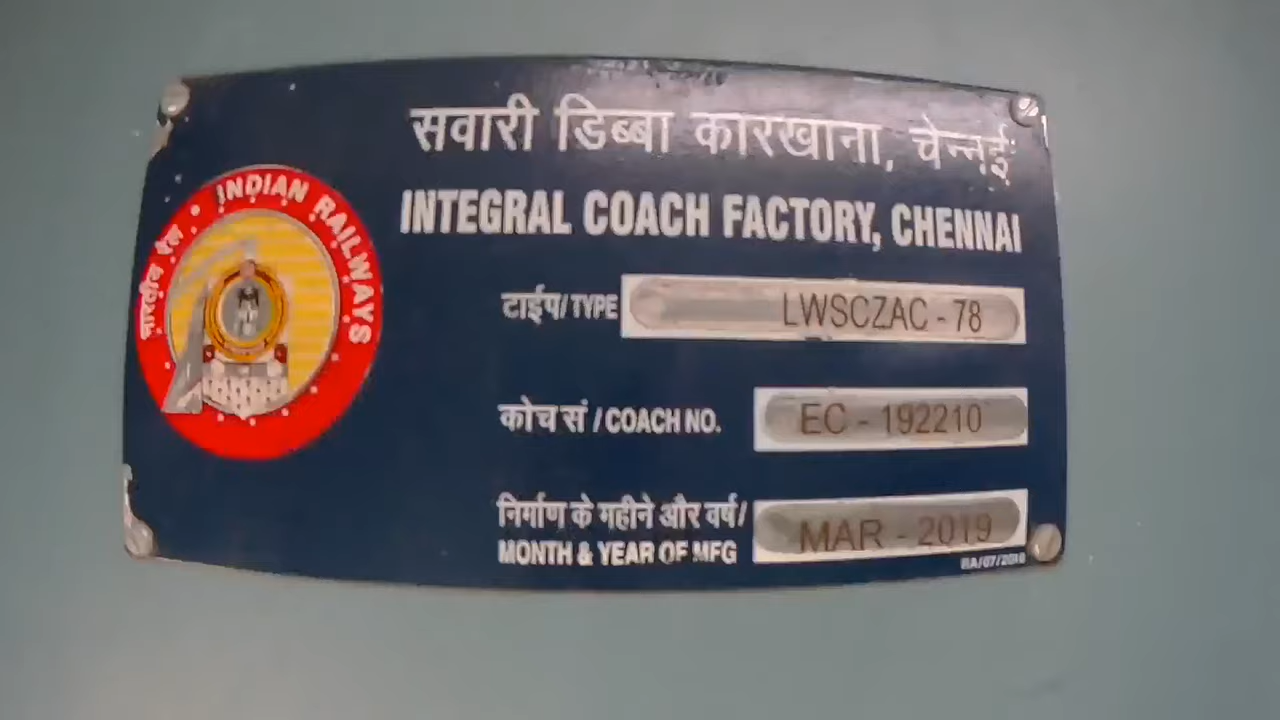 सवारी डिब्बा कारखाना, चेन्नई
INTEGRAL COACH FACTORY, CHENNAI
भारतीय रेल INDIAN RAILWAYS
टाईप/TYPE LWSCZAC - 78
कोच सं / COACH NO. EC - 192210
निर्माण के महीने और वर्ष/
MONTH & YEAR OF MFG MAR - 2019